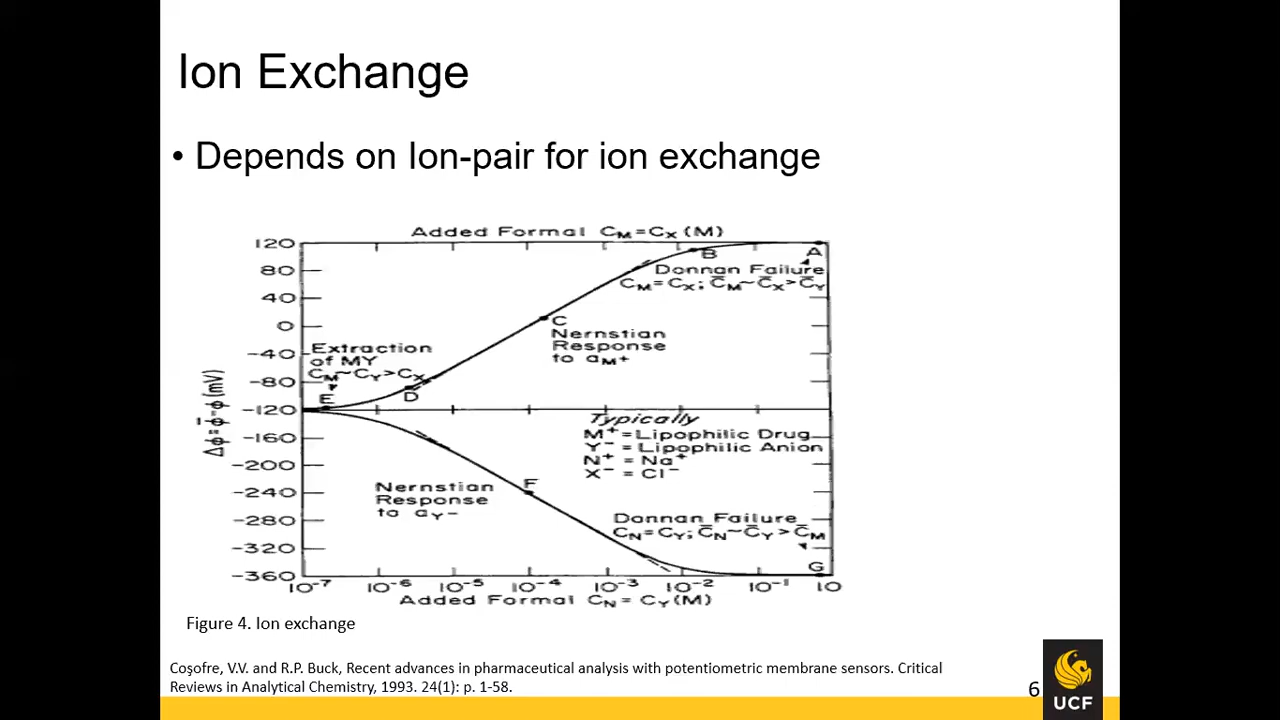 Ion Exchange
• Depends on Ion-pair for ion exchange
Added Formal C_M=C_X (M)
120
80
40
0
-40
-80
-120
-160
-200
-240
-280
-320
-360
Δφ=φ̄-φ (mV)
A
B
Donnan Failure
C_M=C_X; C̄_M~C̄_X>C̄_Y
C
Nernstian
Response
to a_M+
Extraction
of MY
C_M~C_Y>C_X
E
D
Typically
M⁺=Lipophilic Drug
Y⁻=Lipophilic Anion
N⁺=Na⁺
X⁻=Cl⁻
Nernstian
Response
to a_Y-
F
Donnan Failure
C_N=C_Y; C̄_N~C̄_Y>C̄_M
G
10⁻⁷ 10⁻⁶ 10⁻⁵ 10⁻⁴ 10⁻³ 10⁻² 10⁻¹ 10
Added Formal C_N=C_Y (M)
Figure 4. Ion exchange
Coşofre, V.V. and R.P. Buck, Recent advances in pharmaceutical analysis with potentiometric membrane sensors. Critical
Reviews in Analytical Chemistry, 1993. 24(1): p. 1-58.
6
UCF